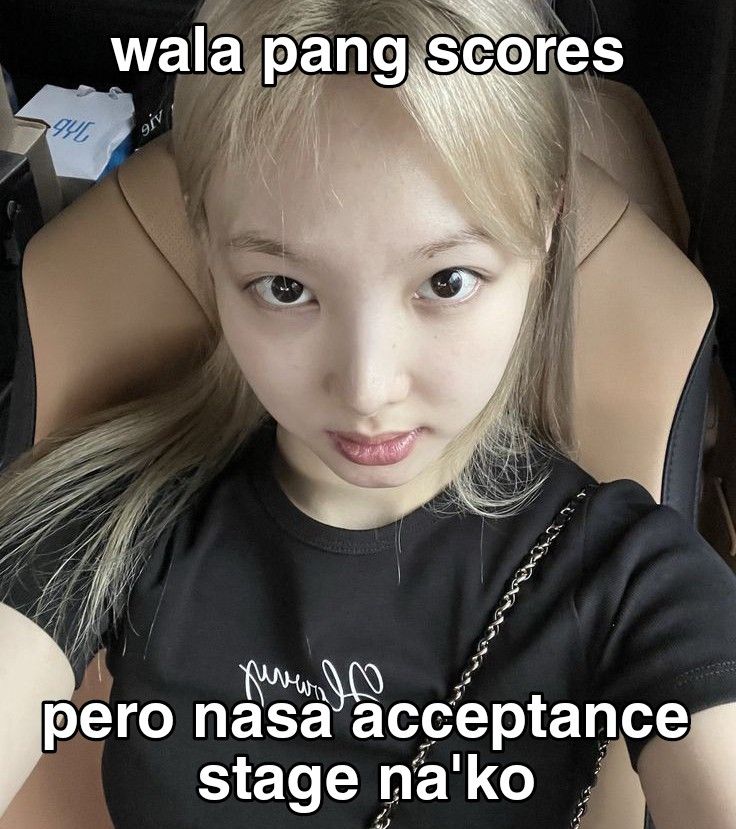 wala pang scores
pero nasa acceptance
stage na'ko